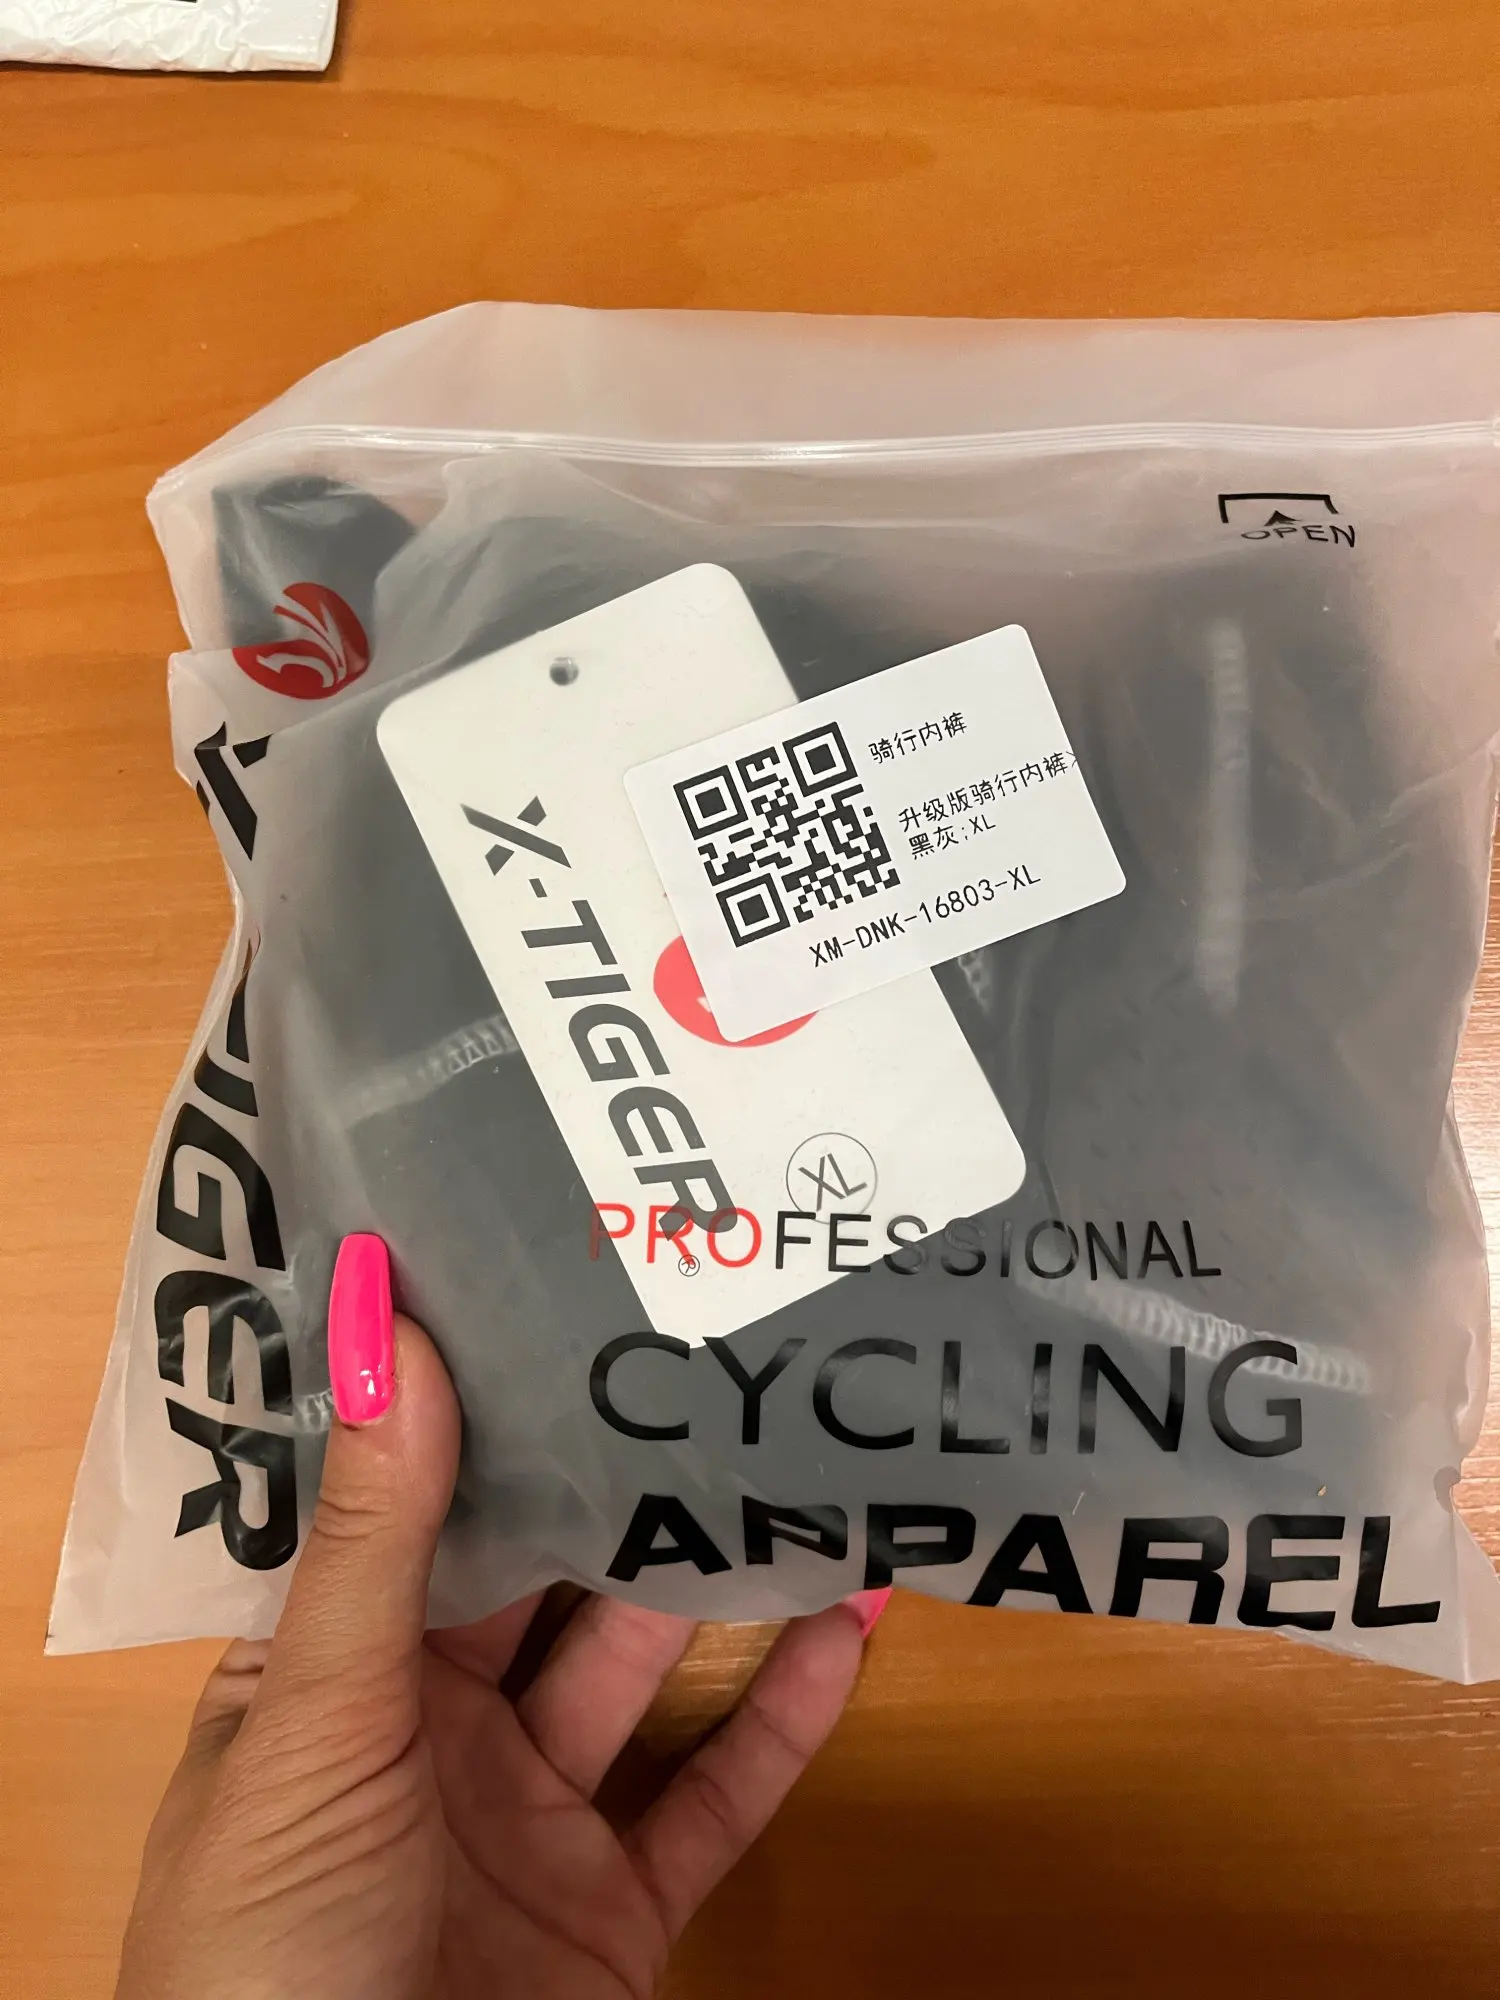 OPEN
骑行内裤
升级版骑行内裤
黑灰;XL
XM-DNK-16803-XL
X-TIGER
XL
®
X-TIGER
PROFESSIONAL
CYCLING
APPAREL